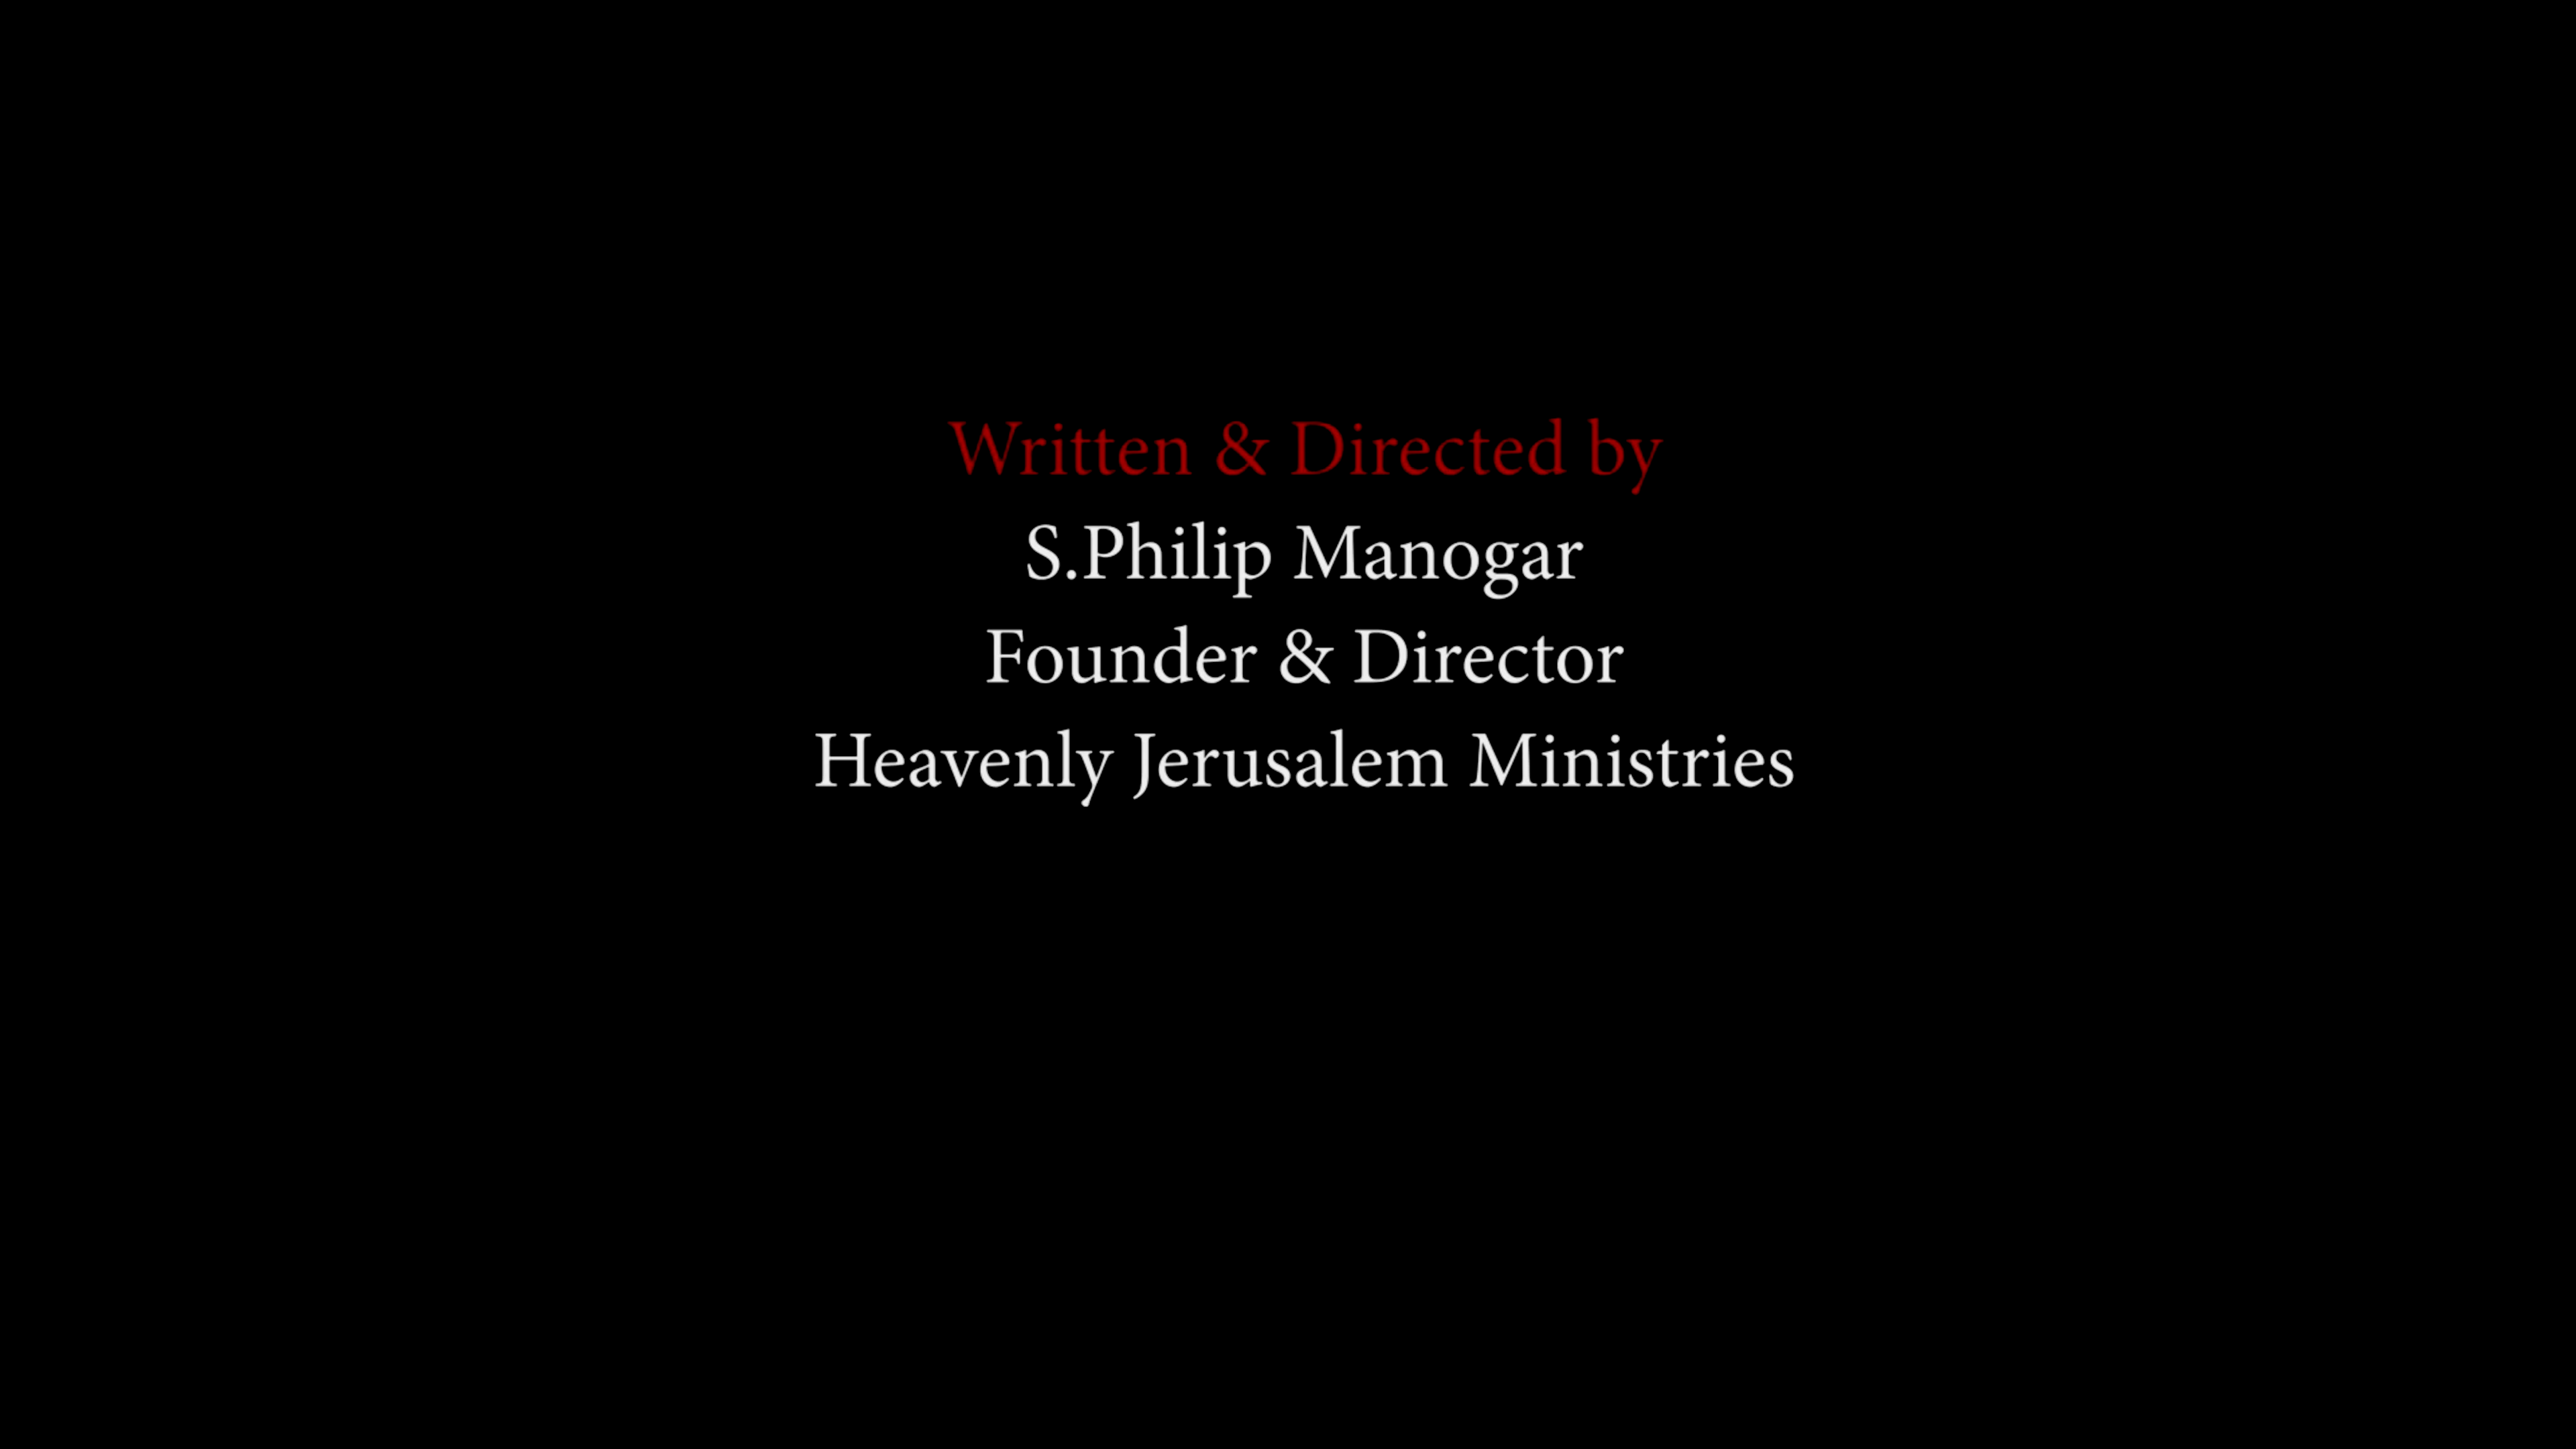 Written & Directed by
S.Philip Manogar
Founder & Director
Heavenly Jerusalem Ministries